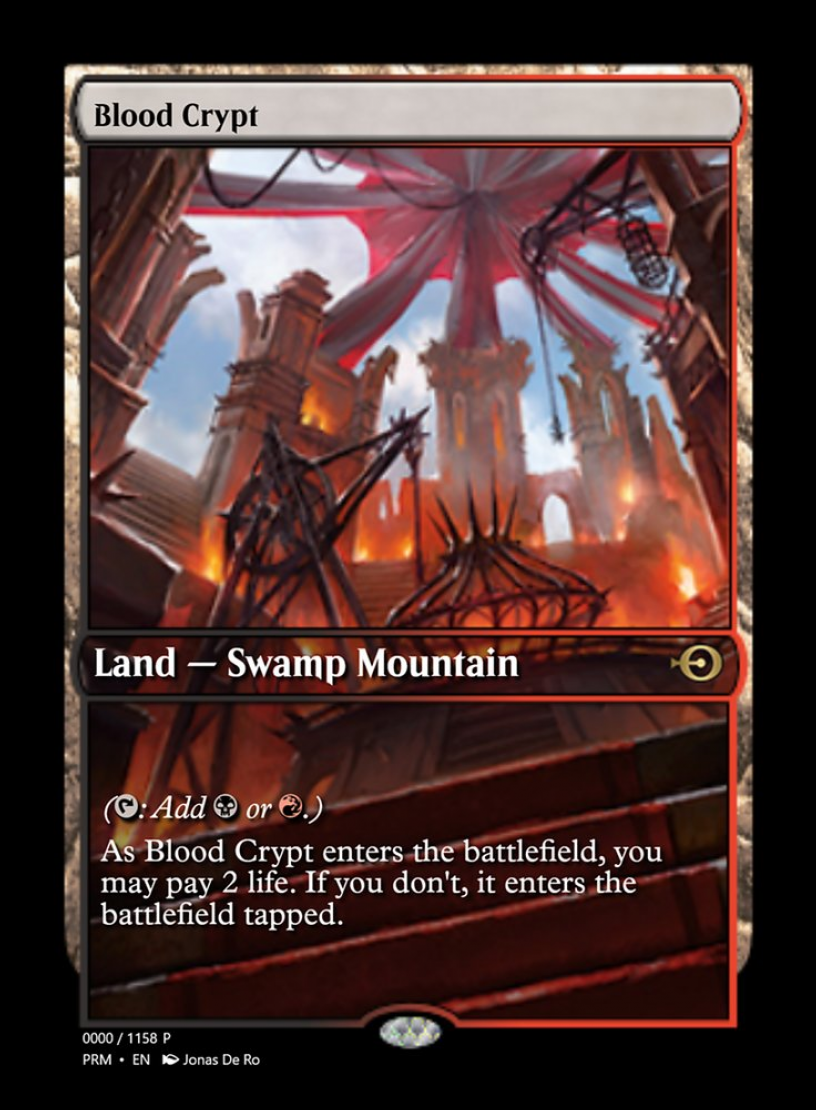 Blood Crypt
Land — Swamp Mountain
(: Add or .)
As Blood Crypt enters the battlefield, you
may pay 2 life. If you don't, it enters the
battlefield tapped.
0000 / 1158 P
PRM • EN Jonas De Ro